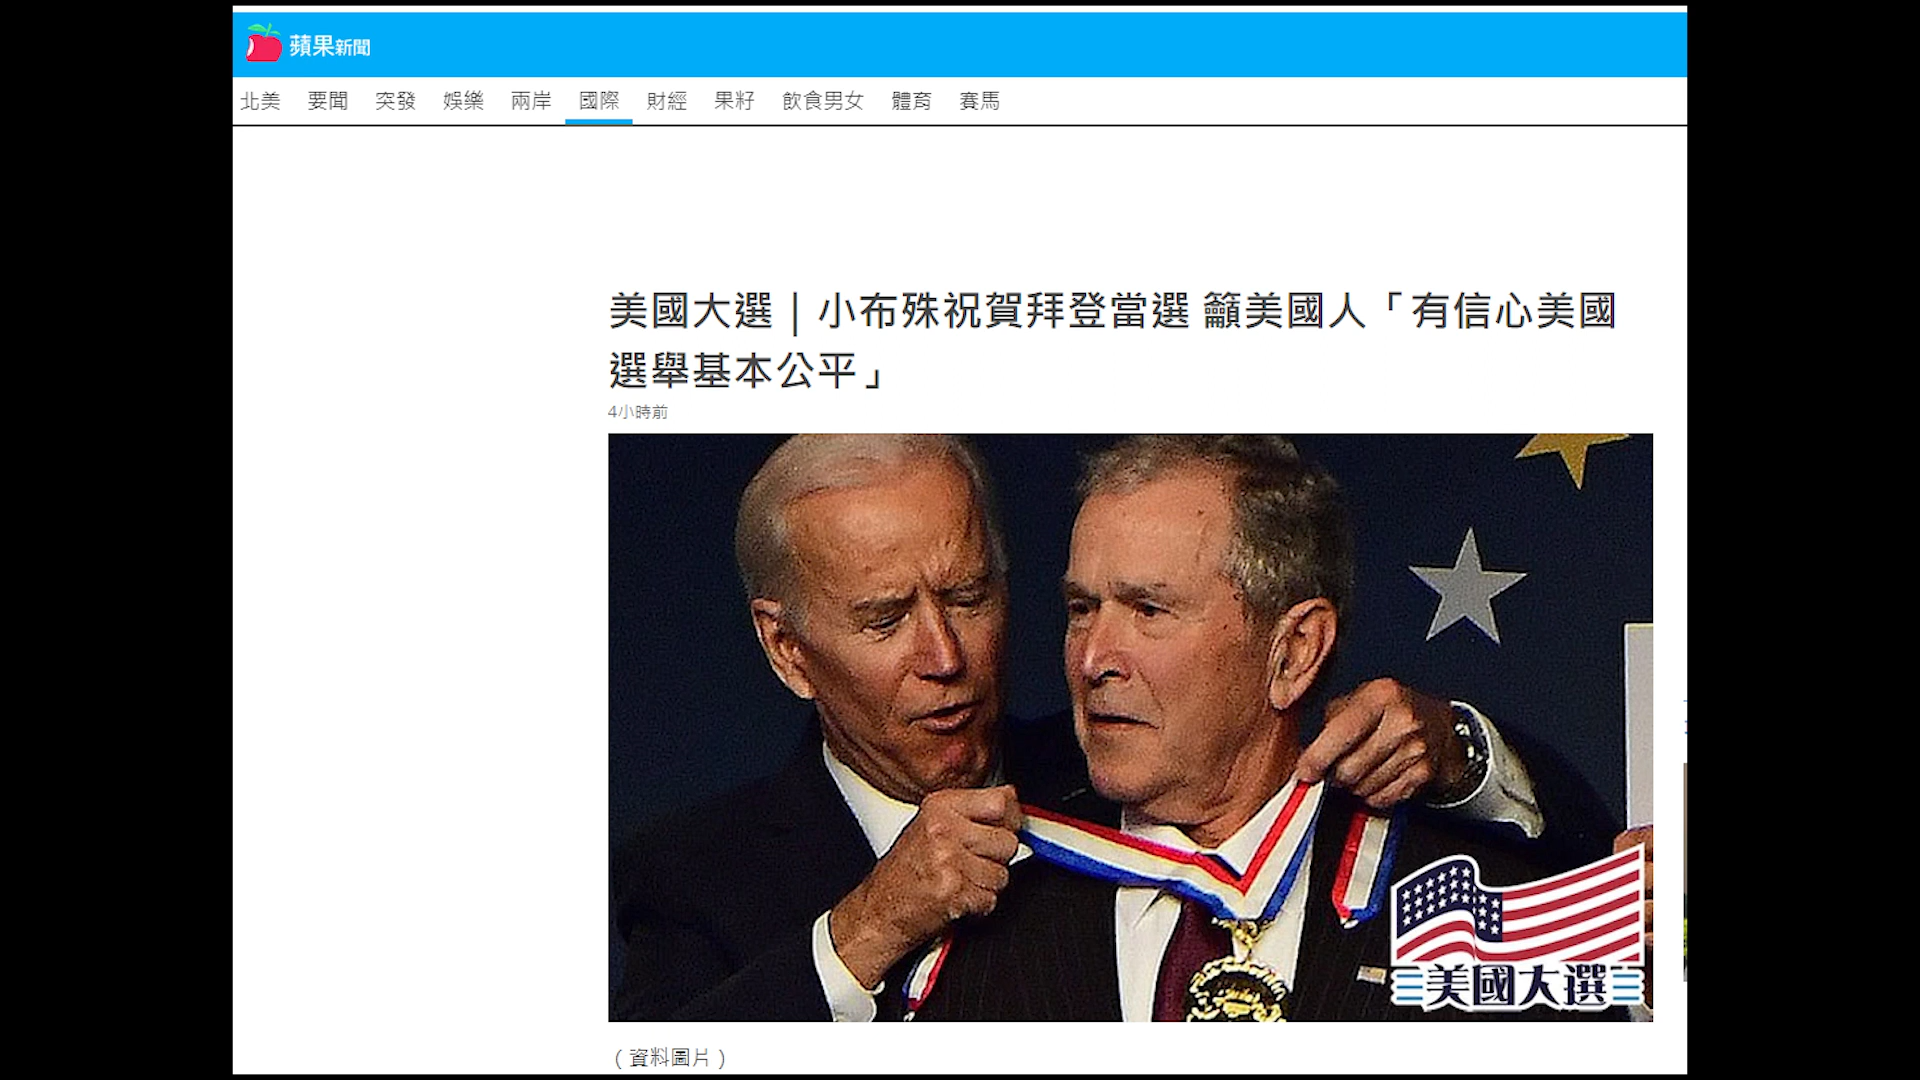 蘋果新聞
北美 要聞 突發 娛樂 兩岸 國際 財經 果籽 飲食男女 體育 賽馬
美國大選｜小布殊祝賀拜登當選 籲美國人「有信心美國
選舉基本公平」
4小時前
美國大選
（資料圖片）